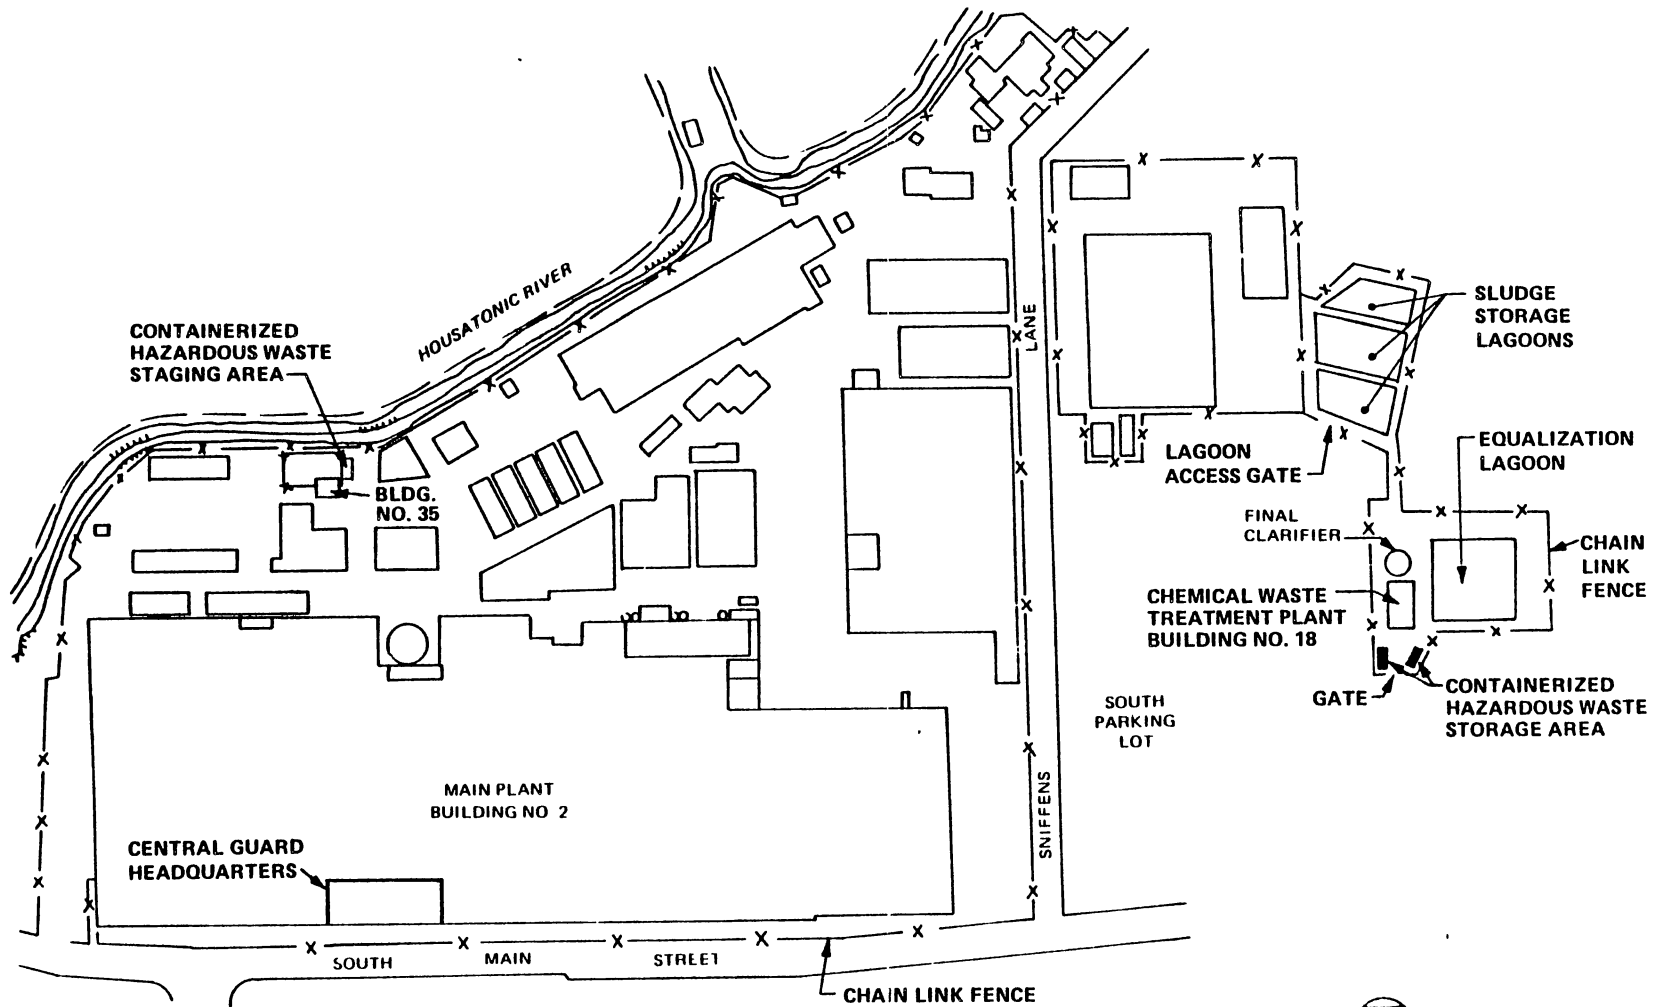 HOUSATONIC RIVER
CONTAINERIZED
HAZARDOUS WASTE
STAGING AREA
BLDG.
NO. 35
LANE
SNIFFENS
SLUDGE
STORAGE
LAGOONS
LAGOON
ACCESS GATE
EQUALIZATION
LAGOON
FINAL
CLARIFIER
CHAIN
LINK
FENCE
CHEMICAL WASTE
TREATMENT PLANT
BUILDING NO. 18
GATE
CONTAINERIZED
HAZARDOUS WASTE
STORAGE AREA
SOUTH
PARKING
LOT
MAIN PLANT
BUILDING NO 2
CENTRAL GUARD
HEADQUARTERS
SOUTH MAIN STREET
CHAIN LINK FENCE